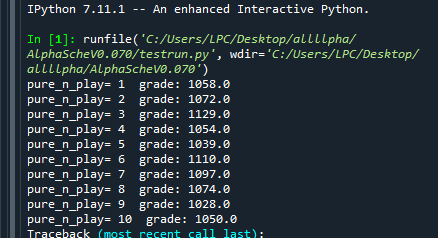 IPython 7.11.1 -- An enhanced Interactive Python.
In [1]: runfile('C:/Users/LPC/Desktop/allllpha/
AlphaScheV0.070/testrun.py', wdir='C:/Users/LPC/Desktop/
allllpha/AlphaScheV0.070')
pure_n_play= 1  grade: 1058.0
pure_n_play= 2  grade: 1072.0
pure_n_play= 3  grade: 1129.0
pure_n_play= 4  grade: 1054.0
pure_n_play= 5  grade: 1039.0
pure_n_play= 6  grade: 1110.0
pure_n_play= 7  grade: 1097.0
pure_n_play= 8  grade: 1074.0
pure_n_play= 9  grade: 1028.0
pure_n_play= 10  grade: 1050.0
Traceback (most recent call last):